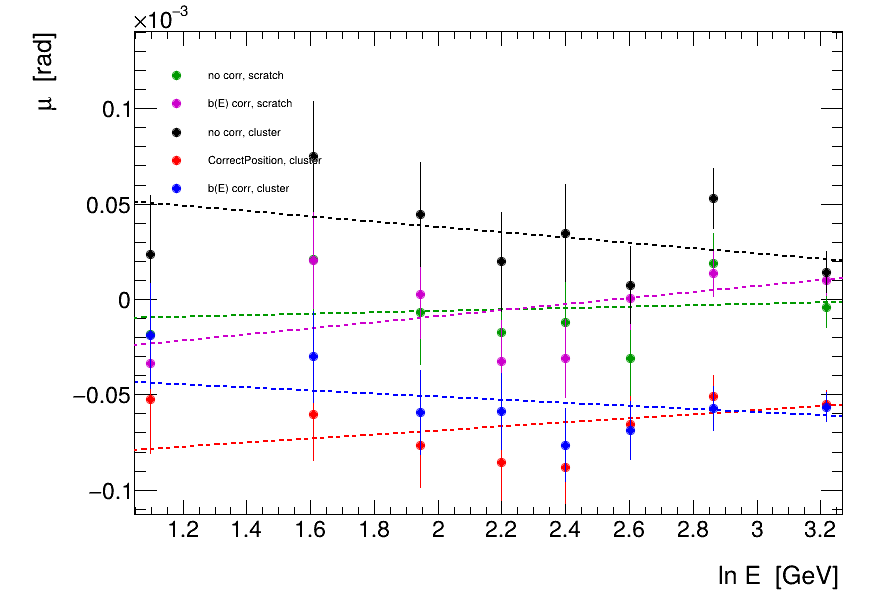 ×10⁻³
μ [rad]
0.1
0.05
0
−0.05
−0.1
no corr, scratch
b(E) corr, scratch
no corr, cluster
CorrectPosition, cluster
b(E) corr, cluster
1.2 1.4 1.6 1.8 2 2.2 2.4 2.6 2.8 3 3.2
ln E [GeV]